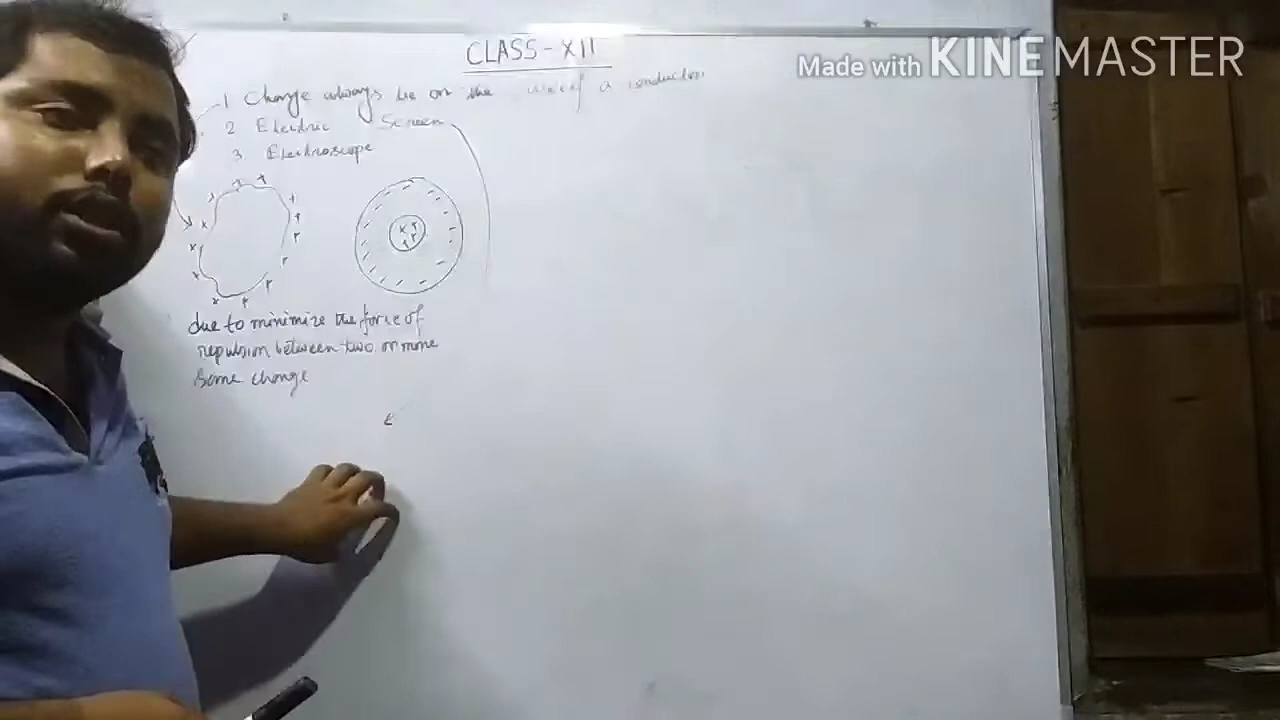 CLASS - XII
Made with KINEMASTER
1 Charge always lie on the of a conductor
2 Electric Screen
3 Electroscope
due to minimize the force of
repulsion between two or more
same charge